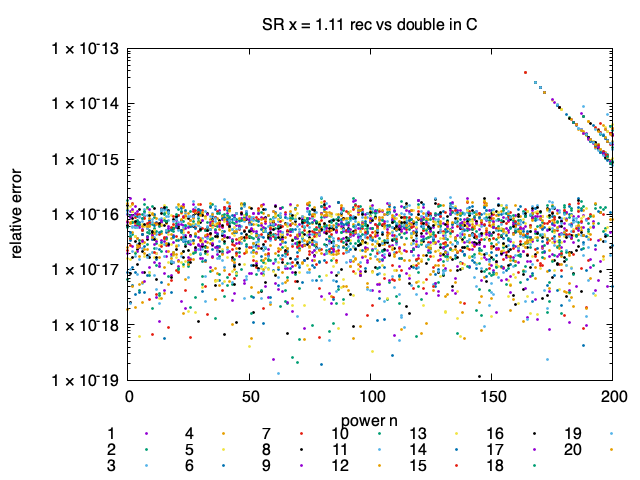 SR x = 1.11 rec vs double in C
relative error
1 × 10-13
1 × 10-14
1 × 10-15
1 × 10-16
1 × 10-17
1 × 10-18
1 × 10-19
0 50 100 150 200
power n
1 4 7 10 13 16 19
2 5 8 11 14 17 20
3 6 9 12 15 18